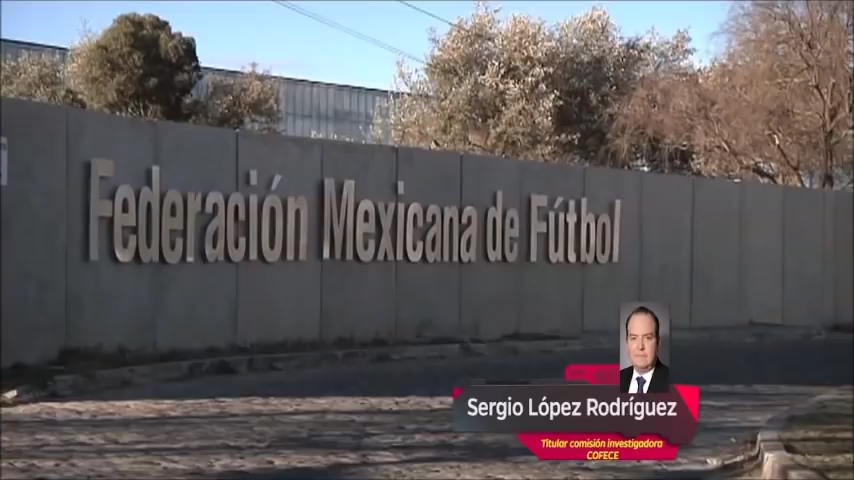 Federación Mexicana de Fútbol
Sergio López Rodríguez
Titular comisión investigadora
COFECE